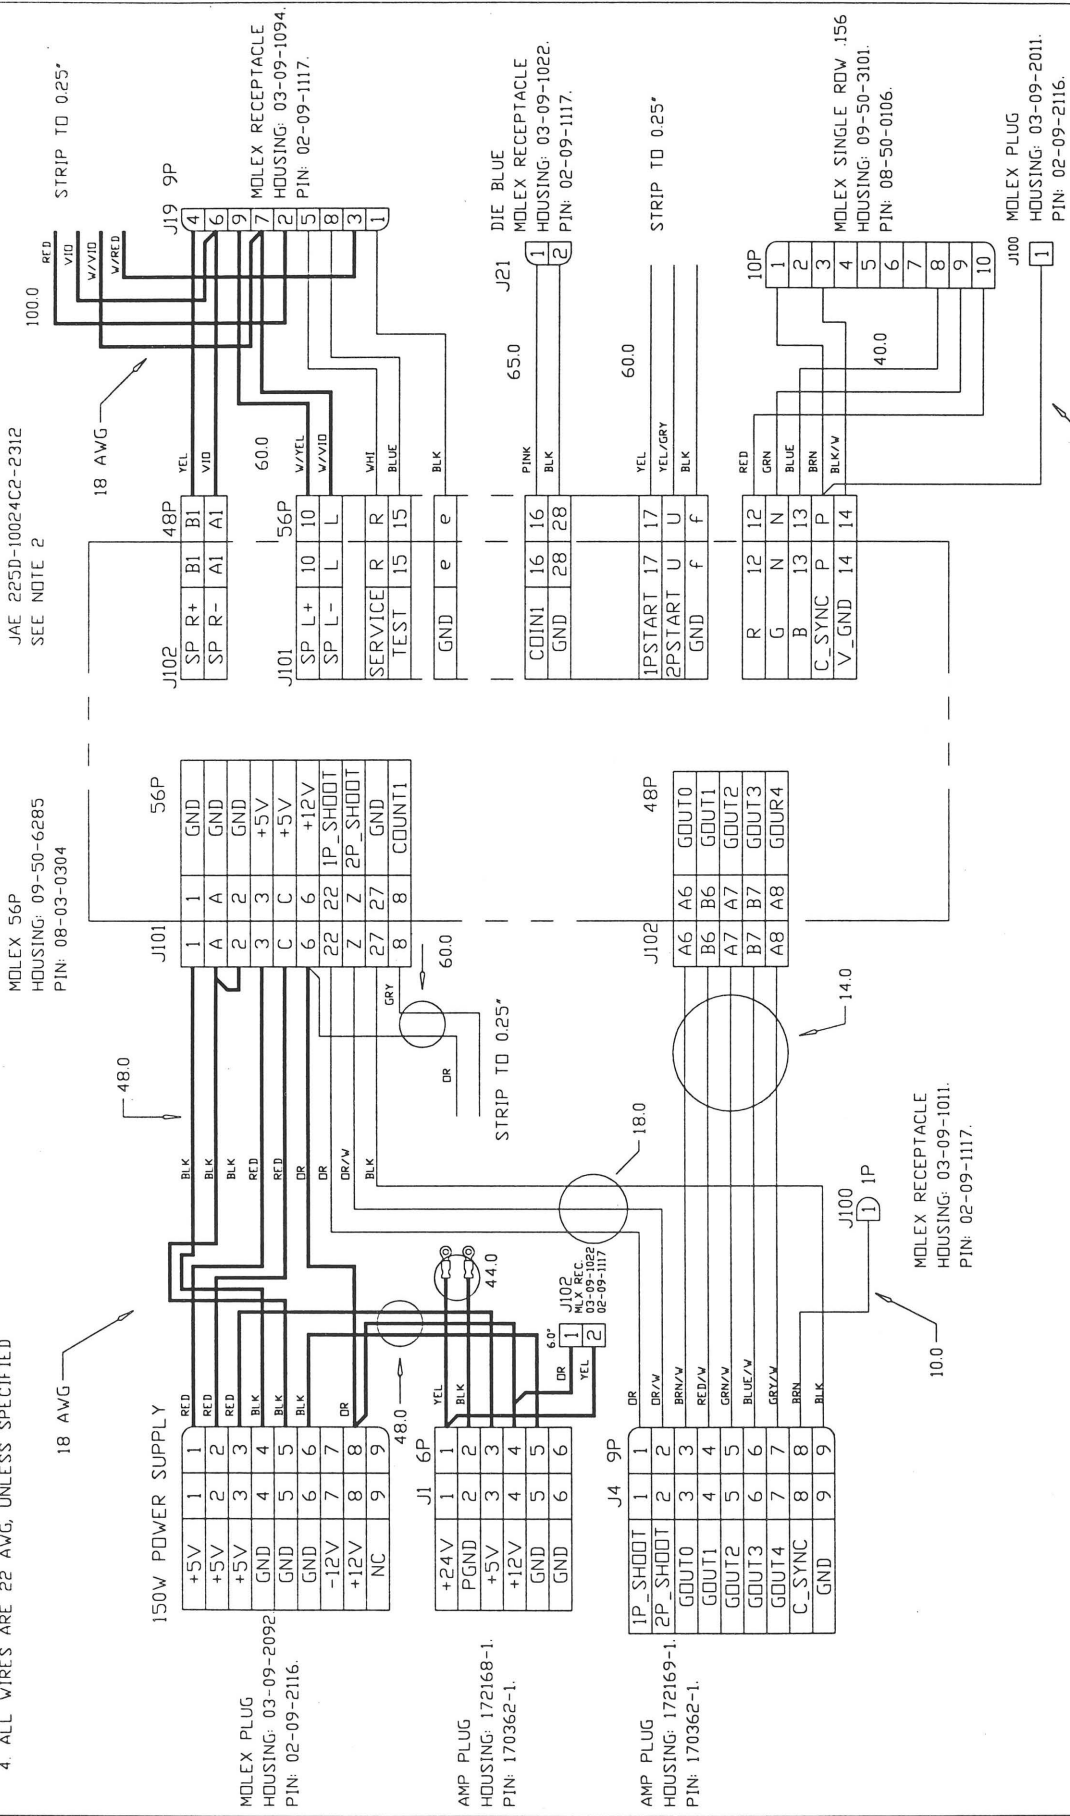 4. ALL WIRES ARE 22 AWG, UNLESS SPECIFIED
18 AWG
48.0
MOLEX 56P
HOUSING: 09-50-6285
PIN: 08-03-0304
JAE 225D-10024C2-2312
SEE NOTE 2
150W POWER SUPPLY
+5V 1 1 RED
+5V 2 2 RED
+5V 3 3 RED
GND 4 4 BLK
GND 5 5 BLK
GND 6 6 BLK
-12V 7 7
+12V 8 8 OR
NC 9 9
MOLEX PLUG
HOUSING: 03-09-2092
PIN: 02-09-2116.
48.0
J1 6P
+24V 1 1 YEL
PGND 2 2 BLK
+5V 3 3
+12V 4 4
GND 5 5
GND 6 6
AMP PLUG
HOUSING: 172168-1.
PIN: 170362-1.
44.0
J102
MLX REC.
03-09-1022
02-09-1117
6.0"
OR 1
YEL 2
J4 9P
1P_SHOOT 1 1 OR
2P_SHOOT 2 2 OR/W
GOUT0 3 3 BRN/W
GOUT1 4 4 RED/W
GOUT2 5 5 GRN/W
GOUT3 6 6 BLUE/W
GOUT4 7 7 GRY/W
C_SYNC 8 8 BRN
GND 9 9 BLK
AMP PLUG
HOUSING: 172169-1.
PIN: 170362-1.
18.0
J100 1P
1
10.0
MOLEX RECEPTACLE
HOUSING: 03-09-1011.
PIN: 02-09-1117.
J101 56P
BLK 1 1 GND
BLK A A GND
BLK 2 2 GND
RED 3 3 +5V
RED C C +5V
OR 6 6 +12V
OR 22 22 1P_SHOOT
OR/W Z Z 2P_SHOOT
BLK 27 27 GND
GRY 8 8 COUNT1
OR
60.0
STRIP TO 0.25"
J102 48P
A6 A6 GOUT0
B6 B6 GOUT1
A7 A7 GOUT2
B7 B7 GOUT3
A8 A8 GOUR4
14.0
J102 48P
SP R+ B1 B1 YEL
SP R- A1 A1 VIO
J101 56P
SP L+ 10 10 W/YEL
SP L- L L W/VIO
SERVICE R R WHI
TEST 15 15 BLUE
GND e e BLK
18 AWG
60.0
100.0
RED
VIO
W/VIO
W/RED
STRIP TO 0.25"
J19 9P
4
6
9
7
2
5
8
3
1
MOLEX RECEPTACLE
HOUSING: 03-09-1094.
PIN: 02-09-1117.
COIN1 16 16 PINK
GND 28 28 BLK
65.0
J21
1
2
DIE BLUE
MOLEX RECEPTACLE
HOUSING: 03-09-1022.
PIN: 02-09-1117.
1PSTART 17 17 YEL
2PSTART U U YEL/GRY
GND f f BLK
60.0
STRIP TO 0.25"
R 12 12 RED
G N N GRN
B 13 13 BLUE
C_SYNC P P BRN
V_GND 14 14 BLK/W
40.0
10P
1
2
3
4
5
6
7
8
9
10
MOLEX SINGLE ROW .156
HOUSING: 09-50-3101.
PIN: 08-50-0106.
J100
1
MOLEX PLUG
HOUSING: 03-09-2011.
PIN: 02-09-2116.